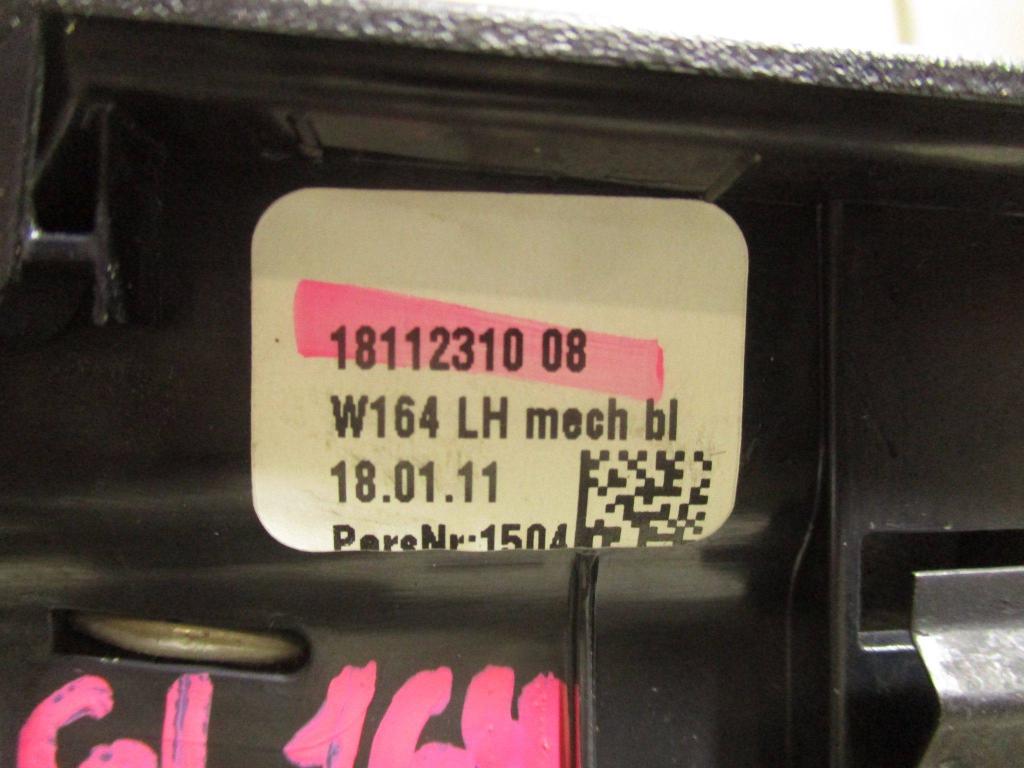 18112310 08
W164 LH mech bl
18.01.11
PersNr:1504
GL 164